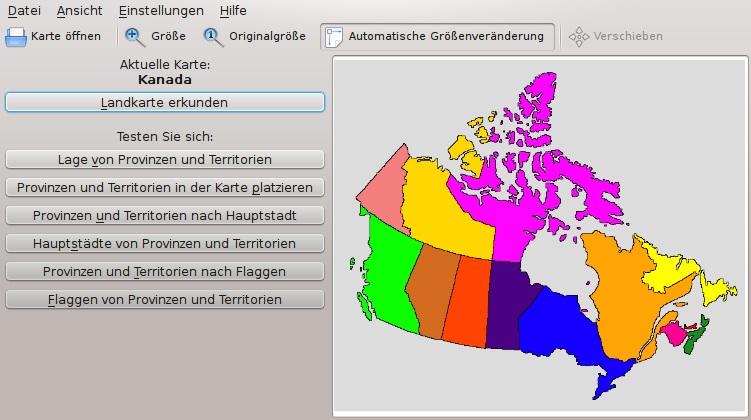 Datei Ansicht Einstellungen Hilfe
Karte öffnen Größe Originalgröße Automatische Größenveränderung Verschieben
Aktuelle Karte:
Kanada
Landkarte erkunden
Testen Sie sich:
Lage von Provinzen und Territorien
Provinzen und Territorien in der Karte platzieren
Provinzen und Territorien nach Hauptstadt
Hauptstädte von Provinzen und Territorien
Provinzen und Territorien nach Flaggen
Flaggen von Provinzen und Territorien